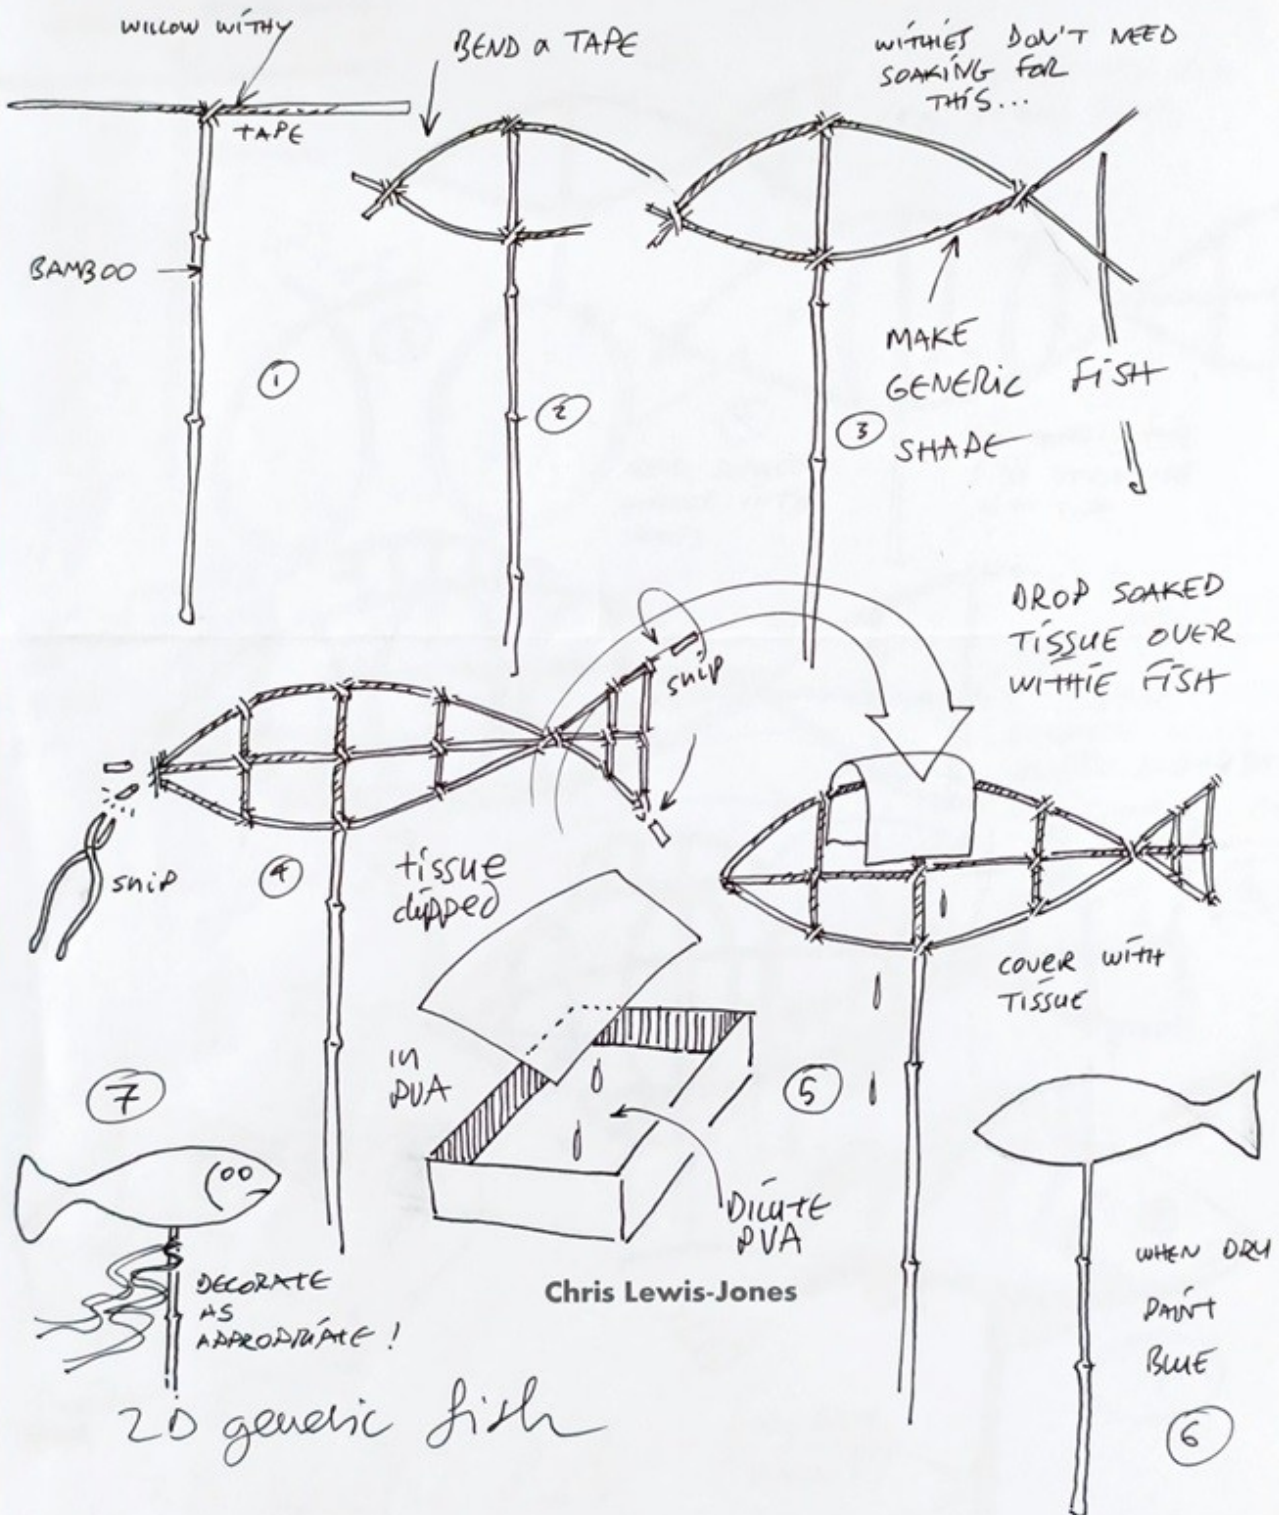 WILLOW WITHY
TAPE
BAMBOO
1
BEND & TAPE
2
WITHIES DON'T NEED
SOAKING FOR
THIS...
MAKE
GENERIC FISH
SHAPE
3
snip
snip
4
DROP SOAKED
TISSUE OVER
WITHIE FISH
tissue
dipped
IN
PVA
DILUTE
PVA
COVER WITH
TISSUE
5
WHEN DRY
PAINT
BLUE
6
7
DECORATE
AS
APPROPRIATE!
Chris Lewis-Jones
2D generic fish